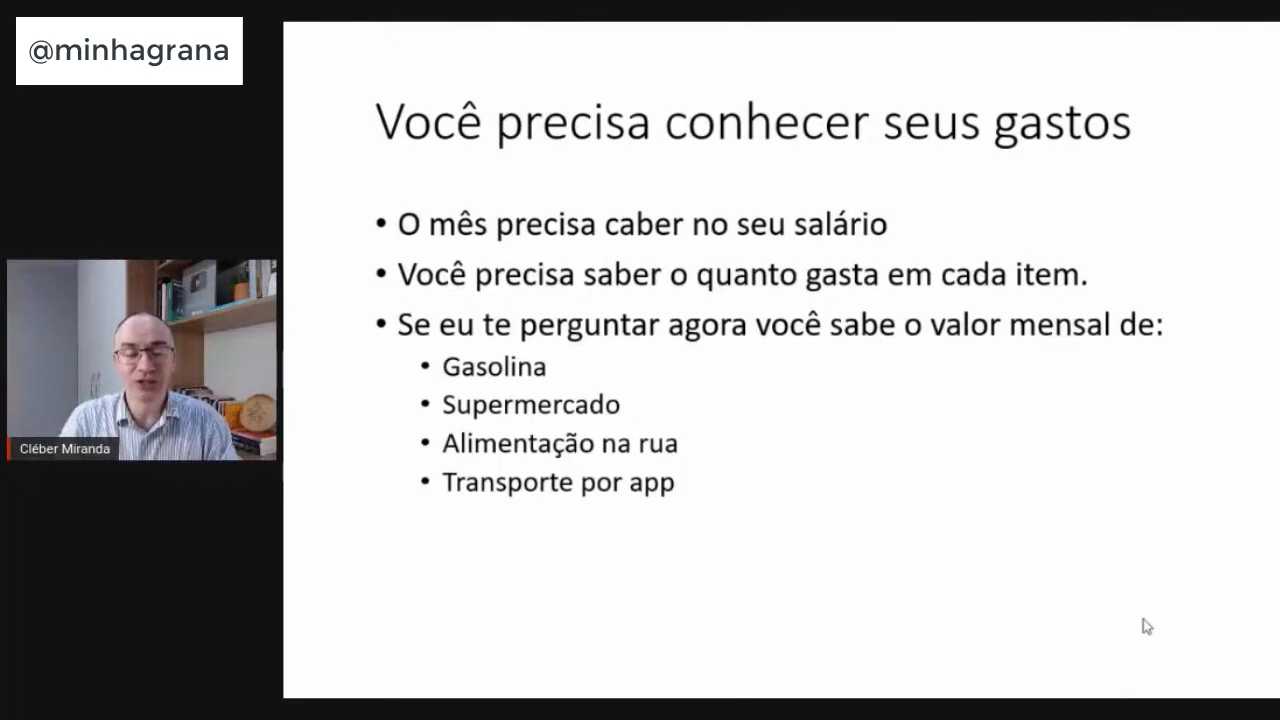 @minhagrana
Você precisa conhecer seus gastos
• O mês precisa caber no seu salário
• Você precisa saber o quanto gasta em cada item.
• Se eu te perguntar agora você sabe o valor mensal de:
• Gasolina
• Supermercado
• Alimentação na rua
• Transporte por app
Cléber Miranda